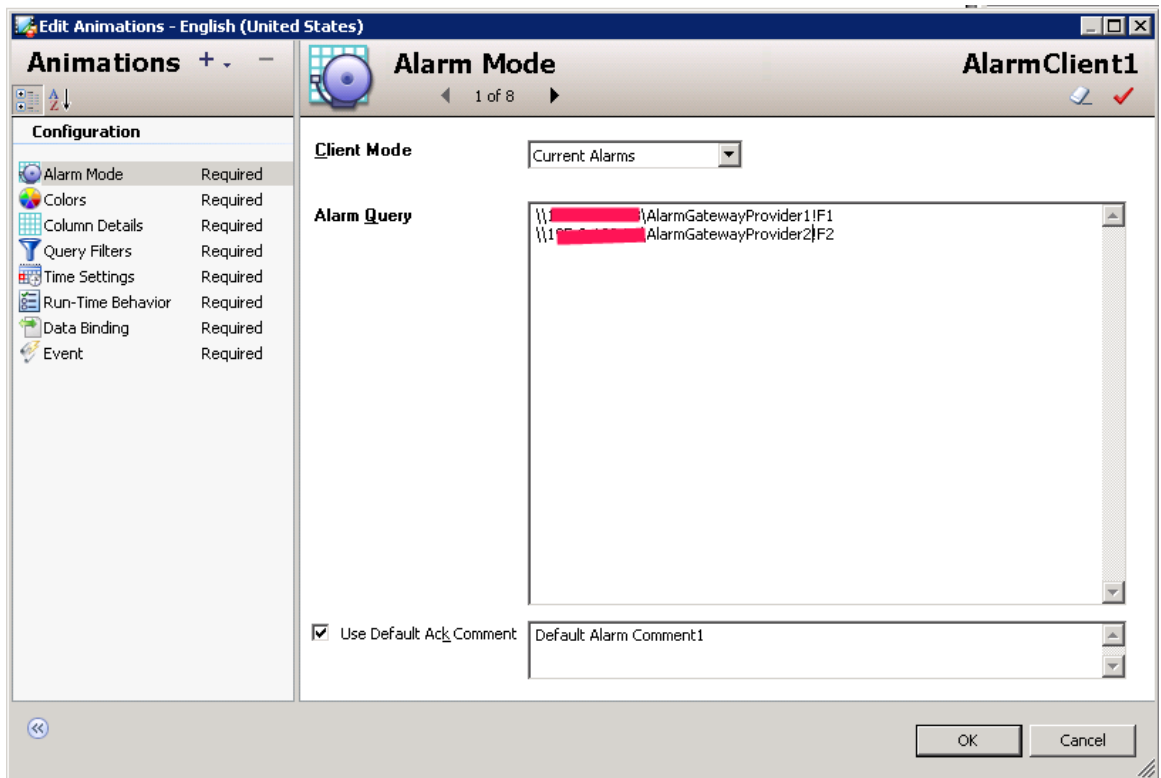 Edit Animations - English (United States)
Animations
Configuration
Alarm Mode Required
Colors Required
Column Details Required
Query Filters Required
Time Settings Required
Run-Time Behavior Required
Data Binding Required
Event Required
Alarm Mode
1 of 8
AlarmClient1
Client Mode
Current Alarms
Alarm Query
\AlarmGatewayProvider1!F1
\AlarmGatewayProvider2!F2
Use Default Ack Comment
Default Alarm Comment1
OK
Cancel